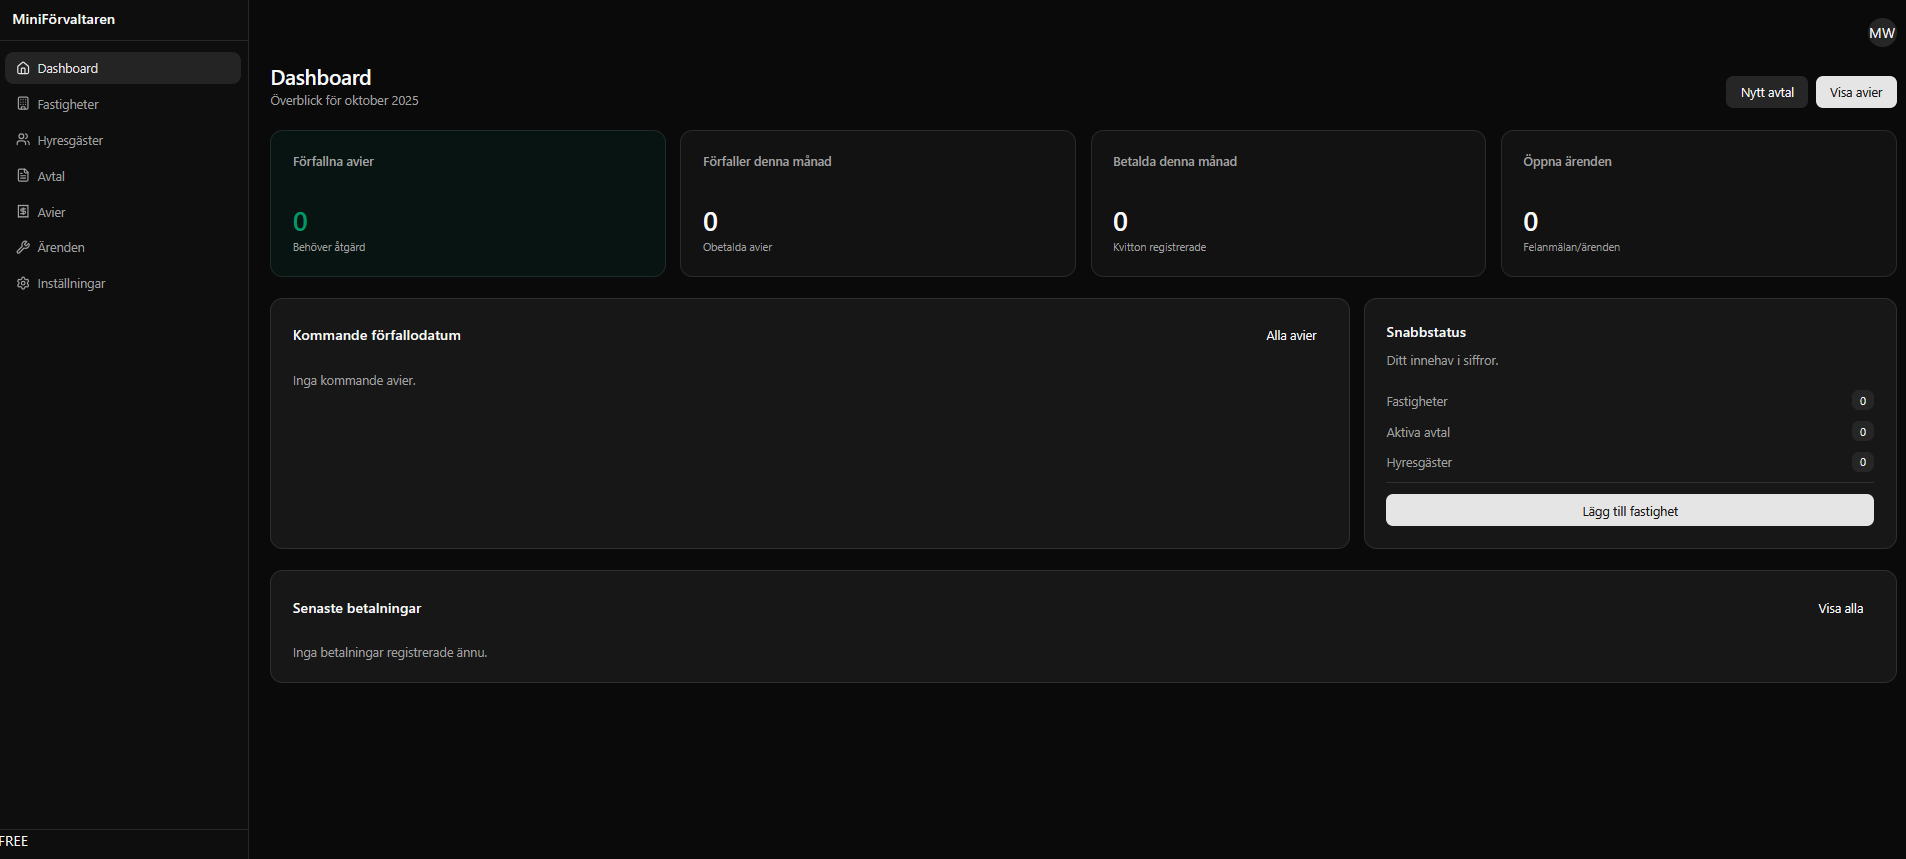 MiniFörvaltaren
Dashboard
Fastigheter
Hyresgäster
Avtal
Avier
Ärenden
Inställningar
FREE
MW
Dashboard
Överblick för oktober 2025
Nytt avtal
Visa avier
Förfallna avier
0
Behöver åtgärd
Förfaller denna månad
0
Obetalda avier
Betalda denna månad
0
Kvitton registrerade
Öppna ärenden
0
Felanmälan/ärenden
Kommande förfallodatum
Alla avier
Inga kommande avier.
Snabbstatus
Ditt innehav i siffror.
Fastigheter 0
Aktiva avtal 0
Hyresgäster 0
Lägg till fastighet
Senaste betalningar
Visa alla
Inga betalningar registrerade ännu.